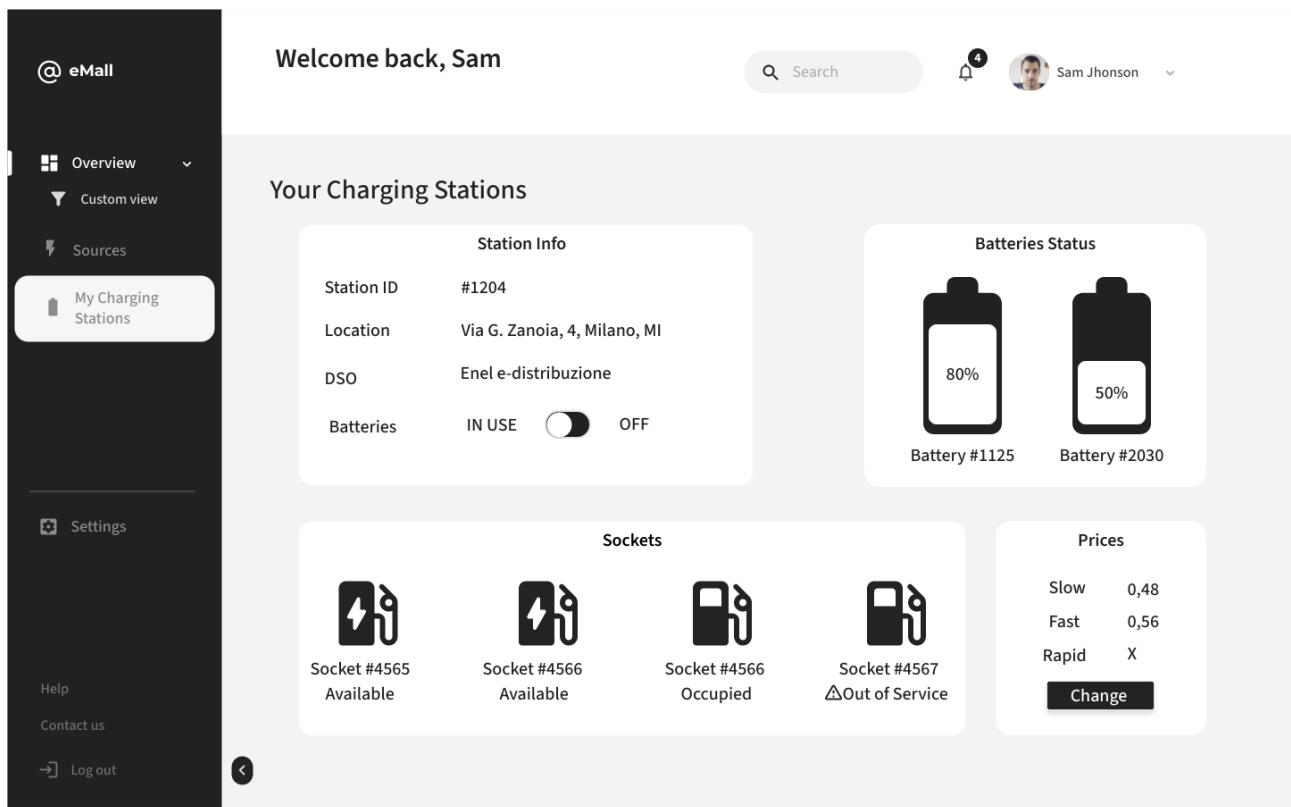 @ eMall
Welcome back, Sam
Search
4
Sam Jhonson
Overview
Custom view
Sources
My Charging
Stations
Settings
Help
Contact us
Log out
Your Charging Stations
Station Info
Station ID #1204
Location Via G. Zanoia, 4, Milano, MI
DSO Enel e-distribuzione
Batteries IN USE OFF
Batteries Status
80% 50%
Battery #1125 Battery #2030
Sockets
Socket #4565 Socket #4566 Socket #4566 Socket #4567
Available Available Occupied Out of Service
Prices
Slow 0,48
Fast 0,56
Rapid X
Change